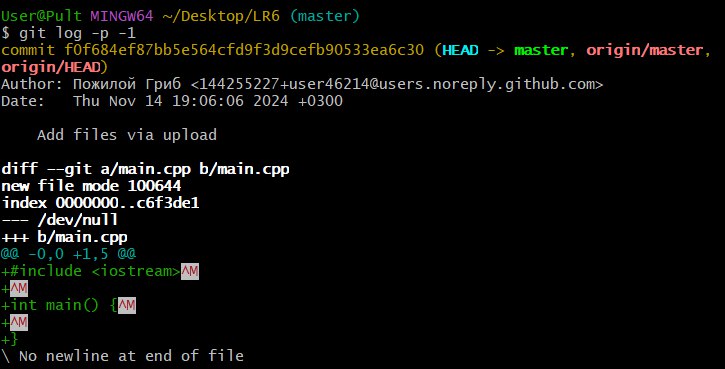 User@Pult MINGW64 ~/Desktop/LR6 (master)
$ git log -p -1
commit f0f684ef87bb5e564cfd9f3d9cefb90533ea6c30 (HEAD -> master, origin/master,
origin/HEAD)
Author: Пожилой Гриб <144255227+user46214@users.noreply.github.com>
Date:   Thu Nov 14 19:06:06 2024 +0300

    Add files via upload

diff --git a/main.cpp b/main.cpp
new file mode 100644
index 0000000..c6f3de1
--- /dev/null
+++ b/main.cpp
@@ -0,0 +1,5 @@
+#include <iostream>^M
+^M
+int main() {^M
+^M
+}
\ No newline at end of file